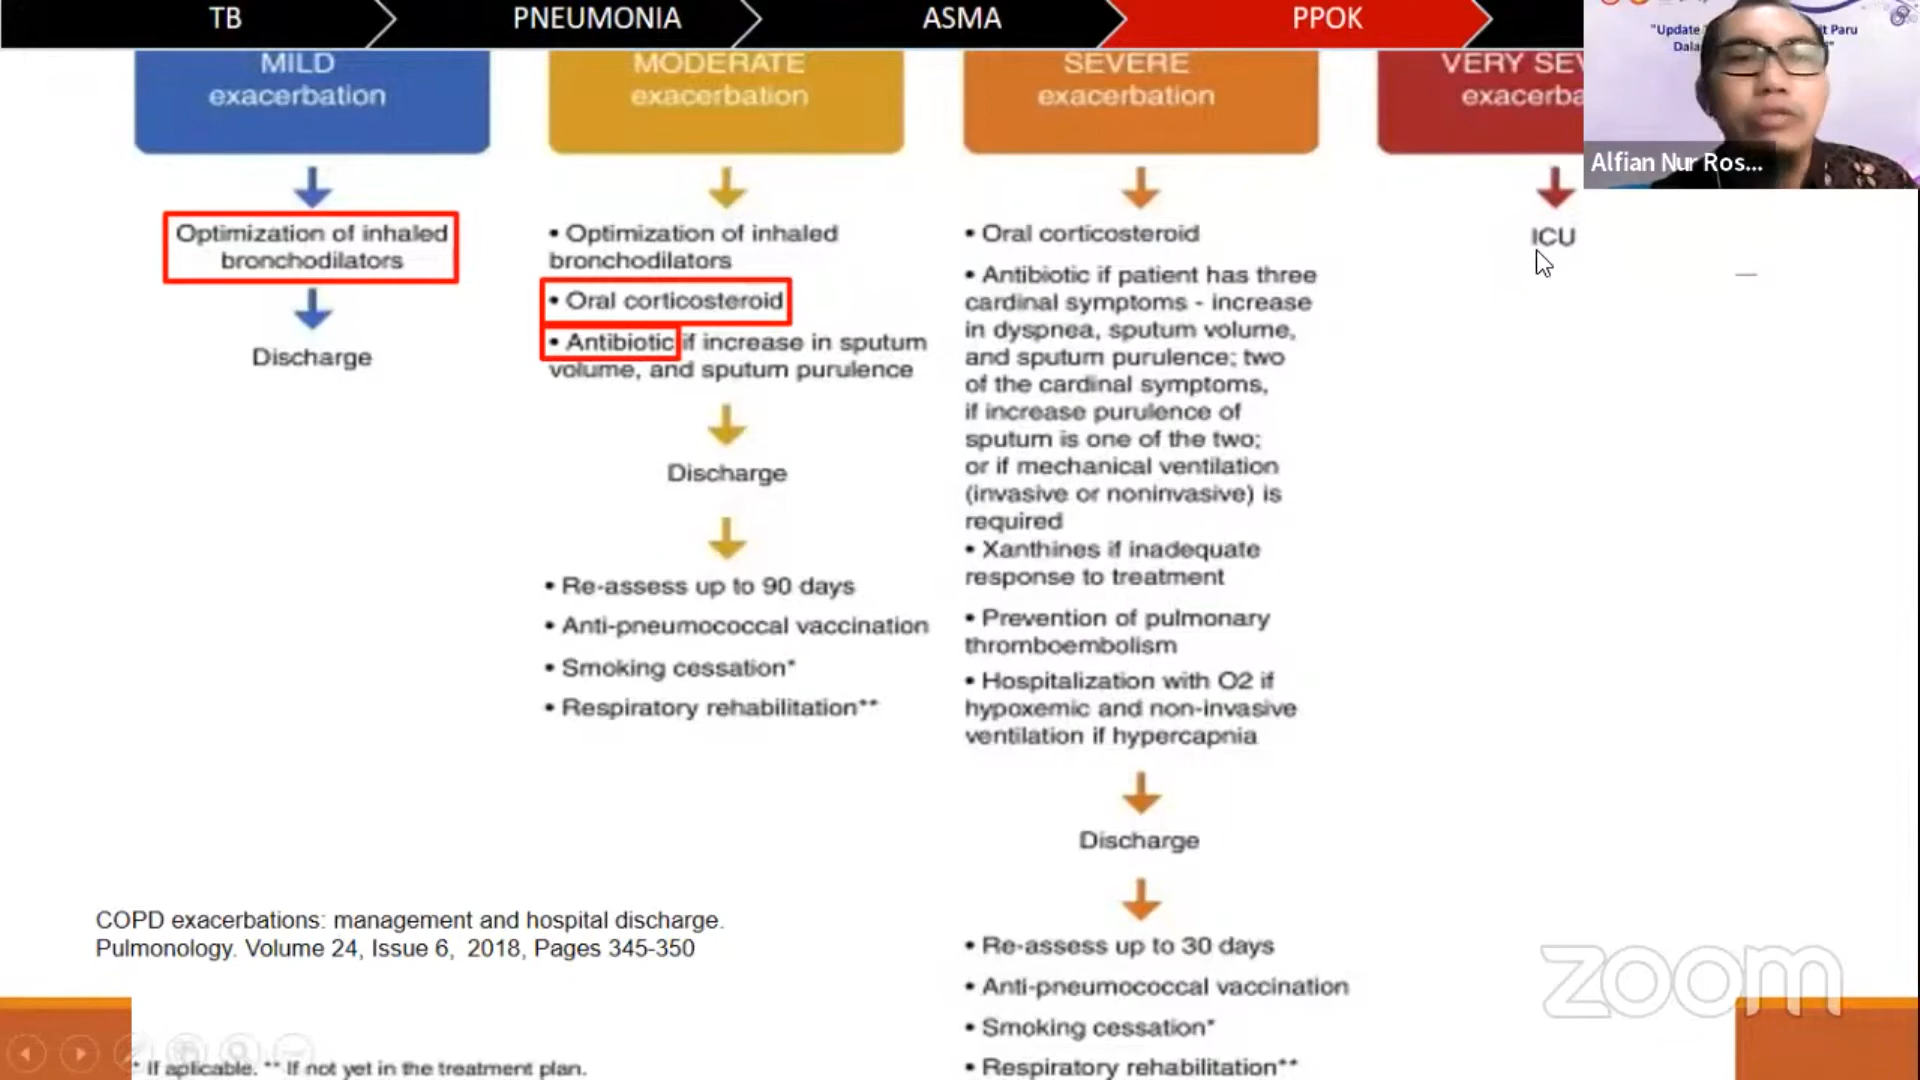 TB
PNEUMONIA
ASMA
PPOK
MILD
exacerbation
MODERATE
exacerbation
SEVERE
exacerbation
VERY SEV
exacerba
"Update
it Paru
Dala
Alfian Nur Ros...
Optimization of inhaled
bronchodilators
Discharge
• Optimization of inhaled
bronchodilators
• Oral corticosteroid
• Antibiotic if increase in sputum
volume, and sputum purulence
Discharge
• Re-assess up to 90 days
• Anti-pneumococcal vaccination
• Smoking cessation*
• Respiratory rehabilitation**
• Oral corticosteroid
• Antibiotic if patient has three
cardinal symptoms - increase
in dyspnea, sputum volume,
and sputum purulence; two
of the cardinal symptoms,
if increase purulence of
sputum is one of the two;
or if mechanical ventilation
(invasive or noninvasive) is
required
• Xanthines if inadequate
response to treatment
• Prevention of pulmonary
thromboembolism
• Hospitalization with O2 if
hypoxemic and non-invasive
ventilation if hypercapnia
Discharge
• Re-assess up to 30 days
• Anti-pneumococcal vaccination
• Smoking cessation*
• Respiratory rehabilitation**
ICU
COPD exacerbations: management and hospital discharge.
Pulmonology. Volume 24, Issue 6, 2018, Pages 345-350
* If aplicable. ** If not yet in the treatment plan.
zoom